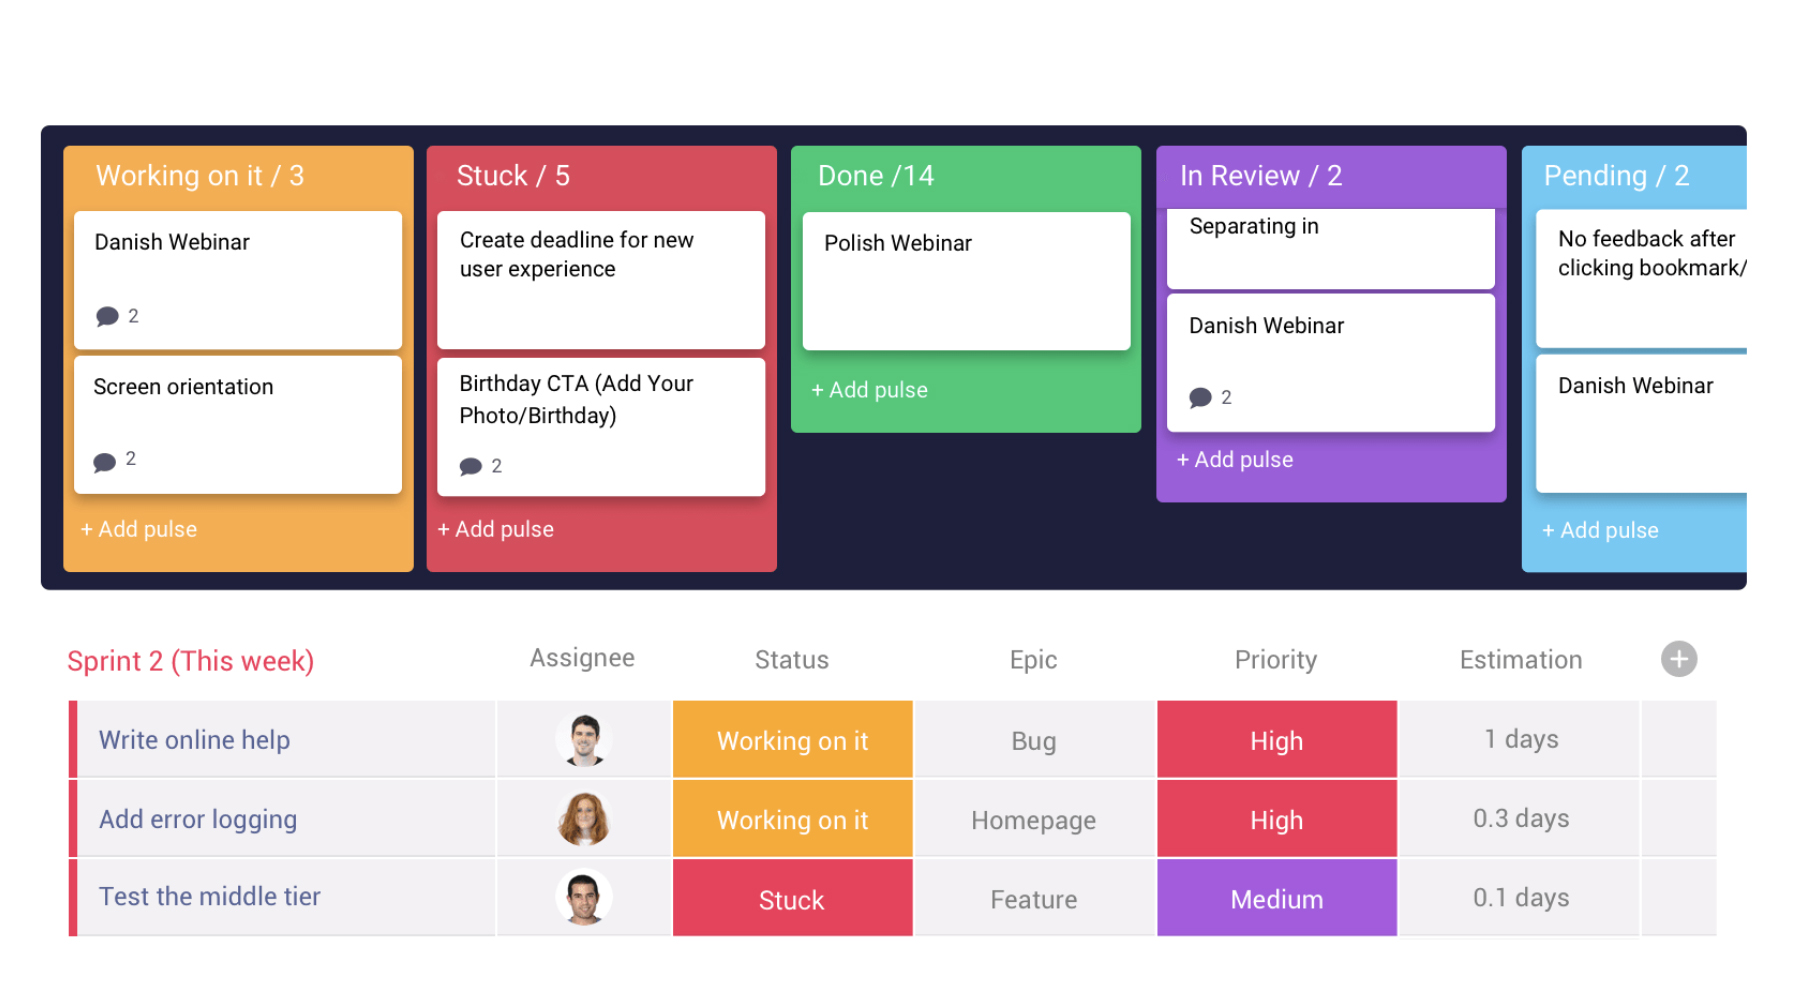 Working on it / 3
Danish Webinar
2
Screen orientation
2
+ Add pulse
Stuck / 5
Create deadline for new
user experience
Birthday CTA (Add Your
Photo/Birthday)
2
+ Add pulse
Done /14
Polish Webinar
+ Add pulse
In Review / 2
Separating in
Danish Webinar
2
+ Add pulse
Pending / 2
No feedback after
clicking bookmark/
Danish Webinar
+ Add pulse
Sprint 2 (This week) Assignee Status Epic Priority Estimation +
Write online help Working on it Bug High 1 days
Add error logging Working on it Homepage High 0.3 days
Test the middle tier Stuck Feature Medium 0.1 days